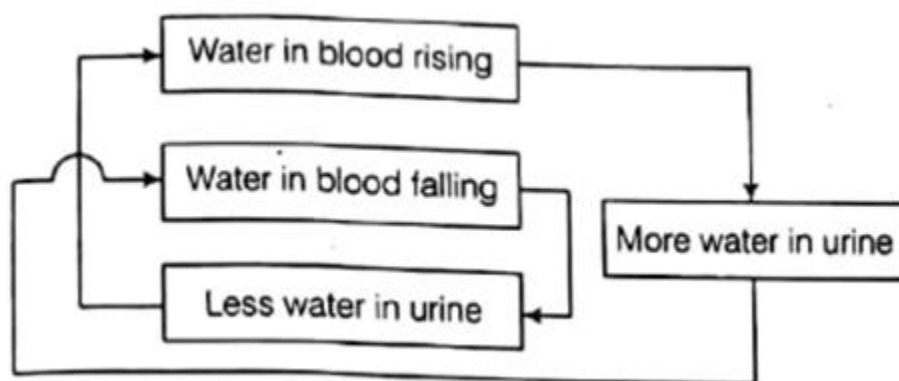 Water in blood rising
Water in blood falling
More water in urine
Less water in urine